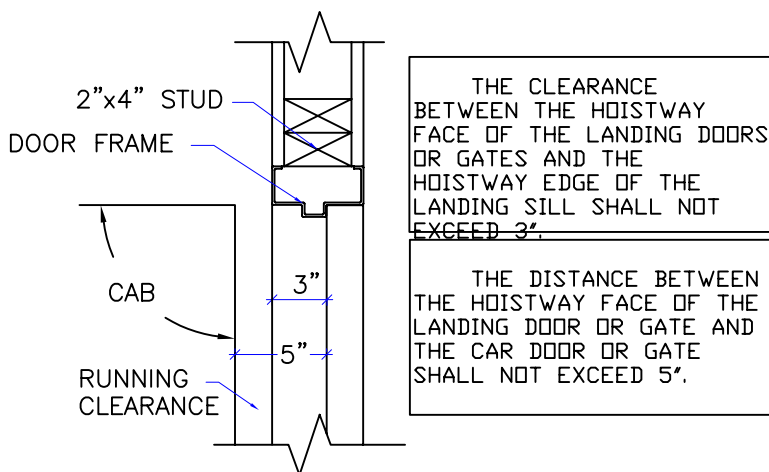 2”x4” STUD
DOOR FRAME
CAB
3”
5”
RUNNING
CLEARANCE
THE CLEARANCE
BETWEEN THE HOISTWAY
FACE OF THE LANDING DOORS
OR GATES AND THE
HOISTWAY EDGE OF THE
LANDING SILL SHALL NOT
EXCEED 3".
THE DISTANCE BETWEEN
THE HOISTWAY FACE OF THE
LANDING DOOR OR GATE AND
THE CAR DOOR OR GATE
SHALL NOT EXCEED 5".